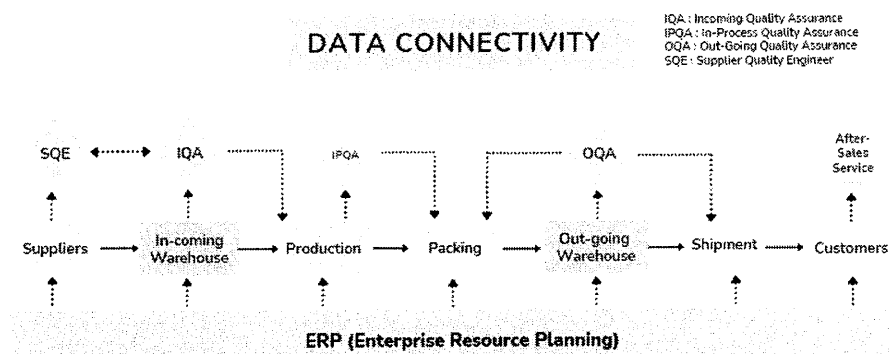 DATA CONNECTIVITY
IQA : Incoming Quality Assurance
IPQA : In-Process Quality Assurance
OQA : Out-Going Quality Assurance
SQE : Supplier Quality Engineer
SQE
IQA
IPQA
OQA
After-
Sales
Service
Suppliers
In-coming
Warehouse
Production
Packing
Out-going
Warehouse
Shipment
Customers
ERP (Enterprise Resource Planning)